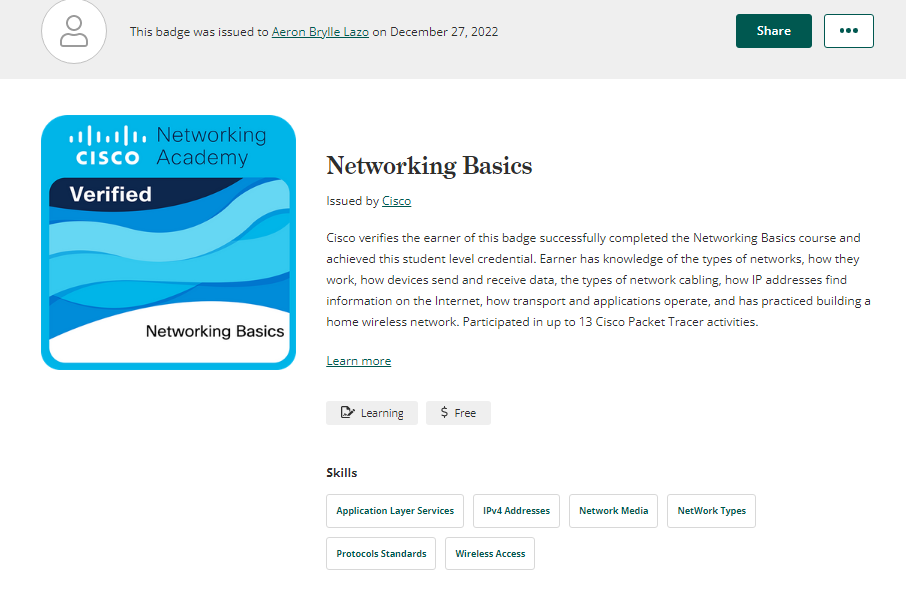 This badge was issued to Aeron Brylle Lazo on December 27, 2022
Share
•••
CISCO Networking Academy
Verified
Networking Basics
Networking Basics
Issued by Cisco
Cisco verifies the earner of this badge successfully completed the Networking Basics course and
achieved this student level credential. Earner has knowledge of the types of networks, how they
work, how devices send and receive data, the types of network cabling, how IP addresses find
information on the Internet, how transport and applications operate, and has practiced building a
home wireless network. Participated in up to 13 Cisco Packet Tracer activities.
Learn more
Learning
$ Free
Skills
Application Layer Services
IPv4 Addresses
Network Media
NetWork Types
Protocols Standards
Wireless Access